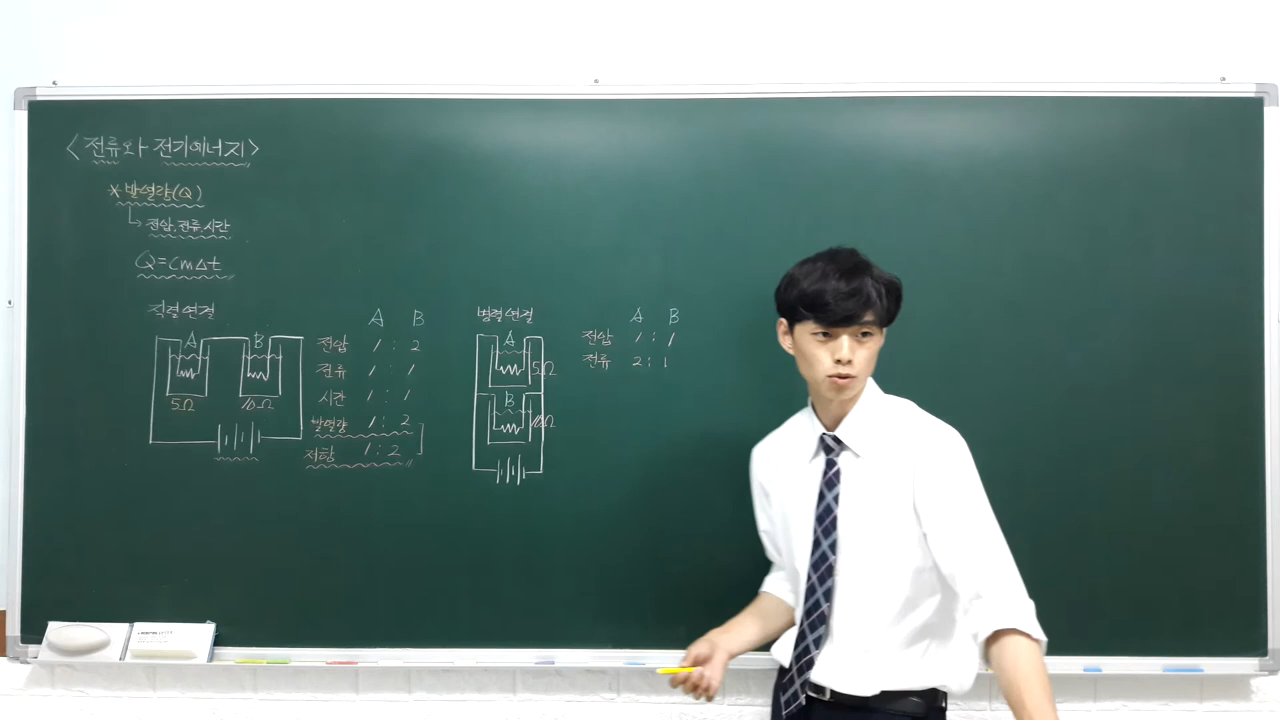 <전류와 전기에너지>
*발열량(Q)
전압, 전류, 시간
Q=cm△t
직렬연결
A B
5Ω 10Ω
A B
전압 1 : 2
전류 1 : 1
시간 1 : 1
발열량 1 : 2
저항 1 : 2
병렬연결
A 5Ω
B 10Ω
A B
전압 1 : 1
전류 2 : 1